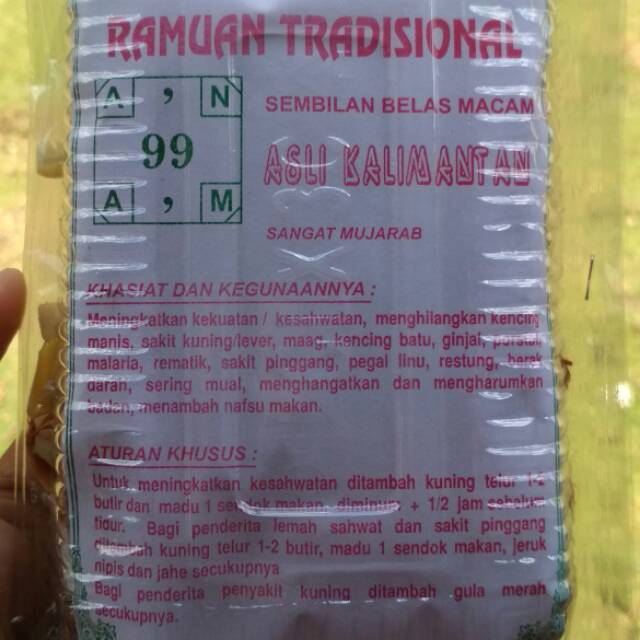 RAMUAN TRADISIONAL
A , N
99
A , M
SEMBILAN BELAS MACAM
ASLI KALIMANTAN
SANGAT MUJARAB
KHASIAT DAN KEGUNAANNYA :
Meningkatkan kekuatan / kesahwatan, menghilangkan kencing
manis, sakit kuning/lever, maag, kencing batu, ginjal,
malaria, rematik, sakit pinggang, pegal linu, restung, berak
darah, sering mual, menghangatkan dan mengharumkan
badan, menambah nafsu makan.
ATURAN KHUSUS :
Untuk meningkatkan kesahwatan ditambah kuning telur 1-2
butir dan madu 1 sendok makan, diminum + 1/2 jam sebelum
tidur. Bagi penderita lemah sahwat dan sakit pinggang
ditambah kuning telur 1-2 butir, madu 1 sendok makan, jeruk
nipis dan jahe secukupnya
Bagi penderita penyakit kuning ditambah gula merah
secukupnya.